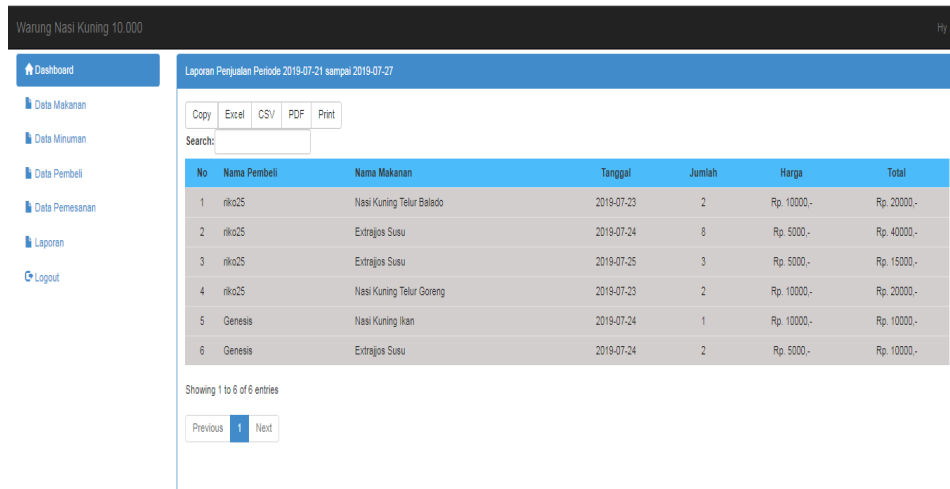 Warung Nasi Kuning 10.000 Hy
Dashboard
Data Makanan
Data Minuman
Data Pembeli
Data Pemesanan
Laporan
Logout
Laporan Penjualan Periode 2019-07-21 sampai 2019-07-27
Copy Excel CSV PDF Print
Search:
No Nama Pembeli Nama Makanan Tanggal Jumlah Harga Total
1 riko25 Nasi Kuning Telur Balado 2019-07-23 2 Rp. 10000,- Rp. 20000,-
2 riko25 Extrajjos Susu 2019-07-24 8 Rp. 5000,- Rp. 40000,-
3 riko25 Extrajjos Susu 2019-07-25 3 Rp. 5000,- Rp. 15000,-
4 riko25 Nasi Kuning Telur Goreng 2019-07-23 2 Rp. 10000,- Rp. 20000,-
5 Genesis Nasi Kuning Ikan 2019-07-24 1 Rp. 10000,- Rp. 10000,-
6 Genesis Extrajjos Susu 2019-07-24 2 Rp. 5000,- Rp. 10000,-
Showing 1 to 6 of 6 entries
Previous 1 Next